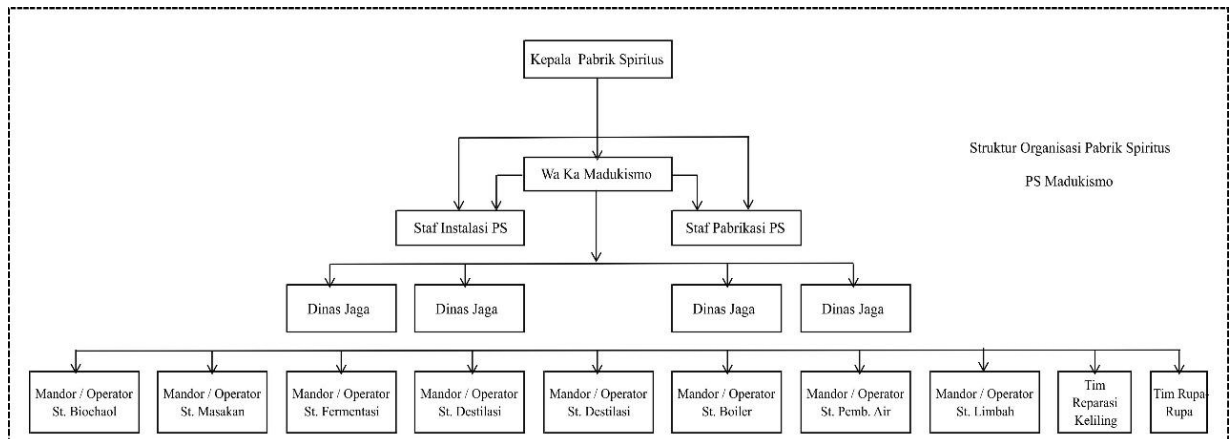 Kepala Pabrik Spiritus
Struktur Organisasi Pabrik Spiritus
PS Madukismo
Wa Ka Madukismo
Staf Instalasi PS
Staf Pabrikasi PS
Dinas Jaga
Dinas Jaga
Dinas Jaga
Dinas Jaga
Mandor / Operator
St. Biochaol
Mandor / Operator
St. Masakan
Mandor / Operator
St. Fermentasi
Mandor / Operator
St. Destilasi
Mandor / Operator
St. Destilasi
Mandor / Operator
St. Boiler
Mandor / Operator
St. Pemb. Air
Mandor / Operator
St. Limbah
Tim
Reparasi
Keliling
Tim Rupa-
Rupa